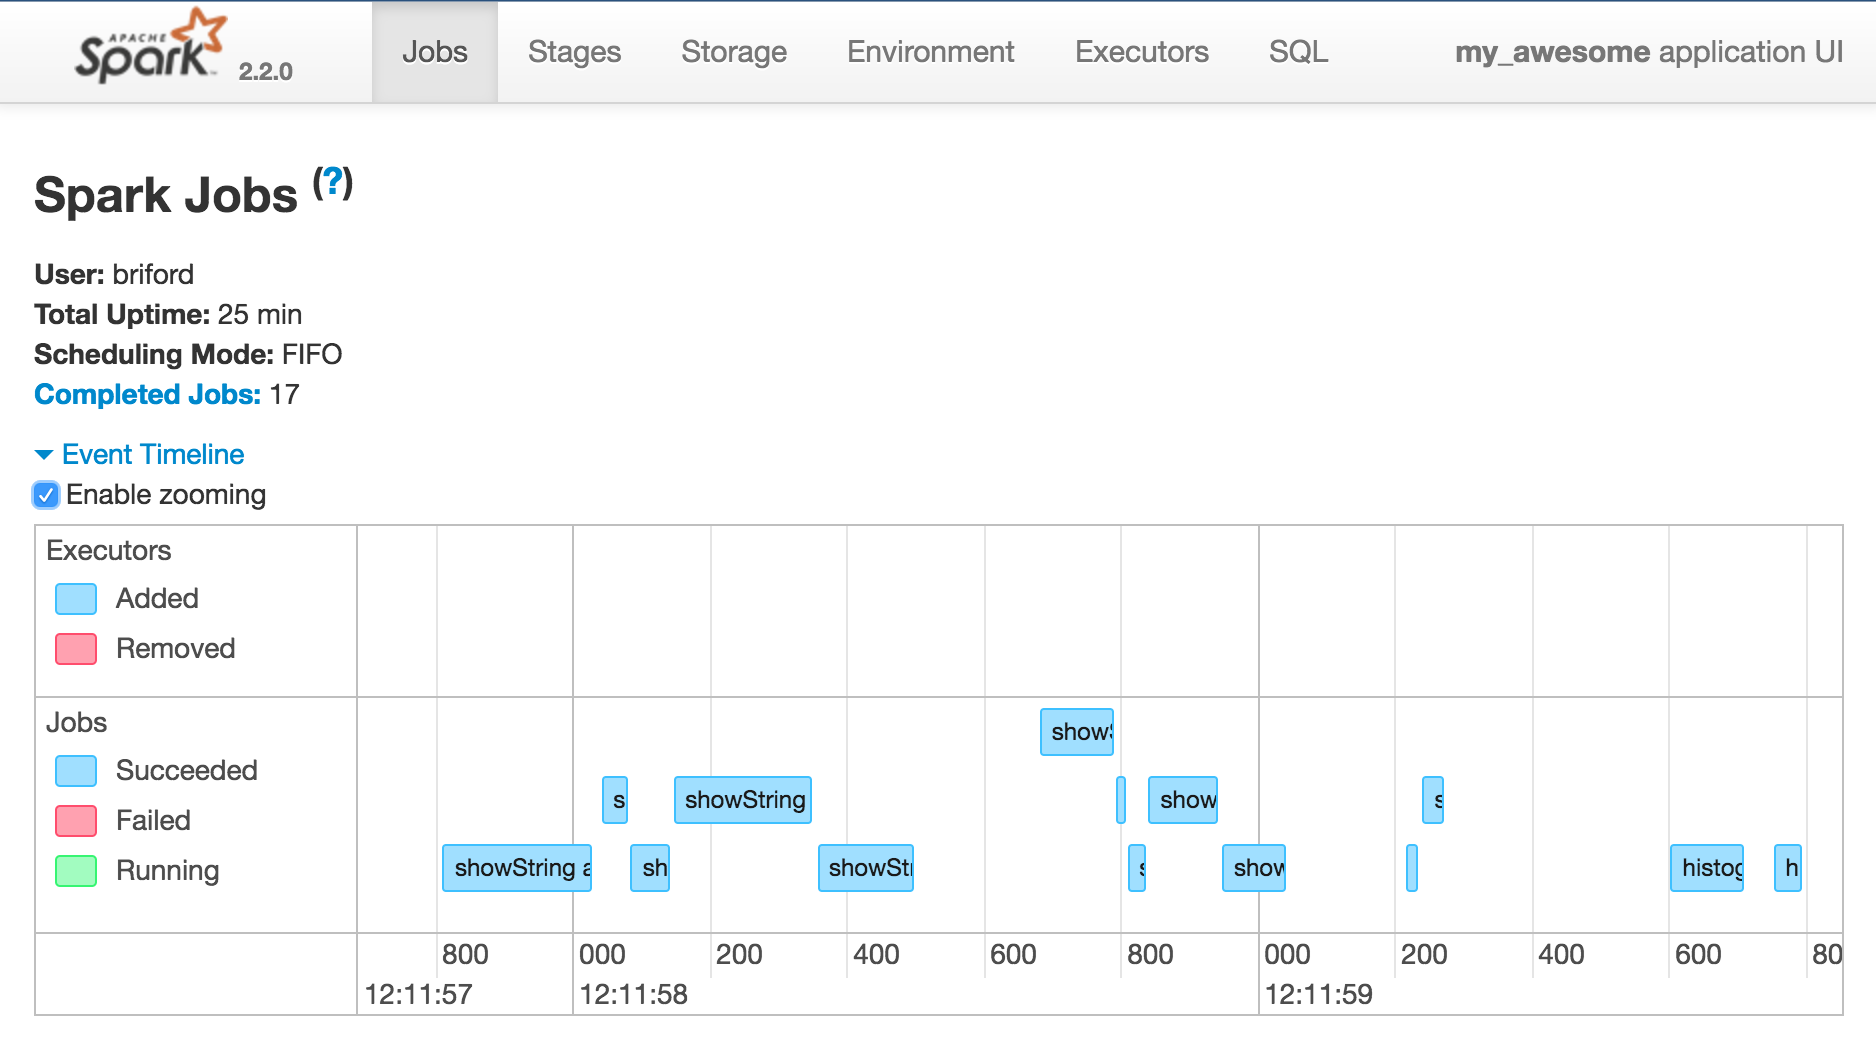 APACHE Spark 2.2.0 Jobs Stages Storage Environment Executors SQL my_awesome application UI
Spark Jobs (?)
User: briford
Total Uptime: 25 min
Scheduling Mode: FIFO
Completed Jobs: 17
Event Timeline
Enable zooming
Executors
Added
Removed
Jobs
Succeeded
Failed
Running
show
s showString show s
showString a sh showStr s show histog h
800 000 200 400 600 800 000 200 400 600 80
12:11:57 12:11:58 12:11:59